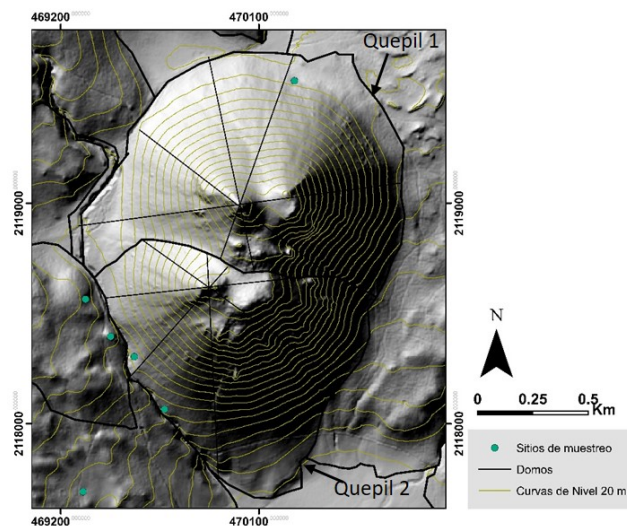 469200 470100
Quepil 1
2119000 2119000
2118000 2118000
Quepil 2
469200 470100
N
0 0.25 0.5
Km
Sitios de muestreo
Domos
Curvas de Nivel 20 m